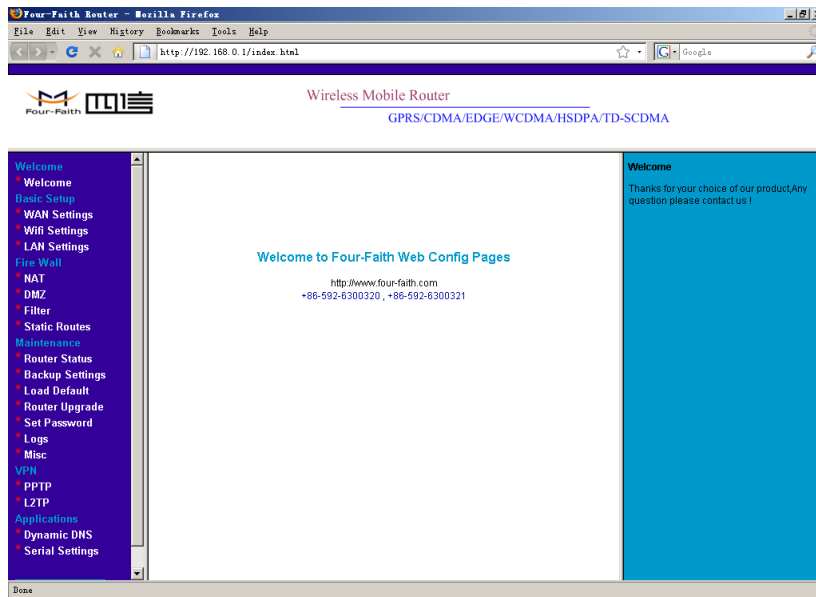 Four-Faith Router - Mozilla Firefox
File Edit View History Bookmarks Tools Help
http://192.168.0.1/index.html
Google
Four-Faith 四信
Wireless Mobile Router
GPRS/CDMA/EDGE/WCDMA/HSDPA/TD-SCDMA
Welcome
* Welcome
Basic Setup
* WAN Settings
* Wifi Settings
* LAN Settings
Fire Wall
* NAT
* DMZ
* Filter
* Static Routes
Maintenance
* Router Status
* Backup Settings
* Load Default
* Router Upgrade
* Set Password
* Logs
* Misc
VPN
* PPTP
* L2TP
Applications
* Dynamic DNS
* Serial Settings
Welcome to Four-Faith Web Config Pages
http://www.four-faith.com
+86-592-6300320 , +86-592-6300321
Welcome
Thanks for your choice of our product,Any
question please contact us !
Done